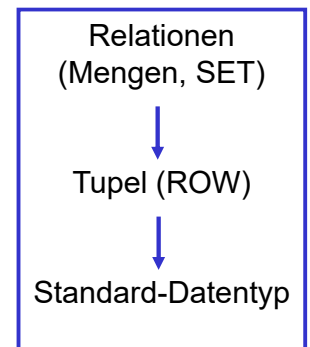 Relationen
(Mengen, SET)
Tupel (ROW)
Standard-Datentyp